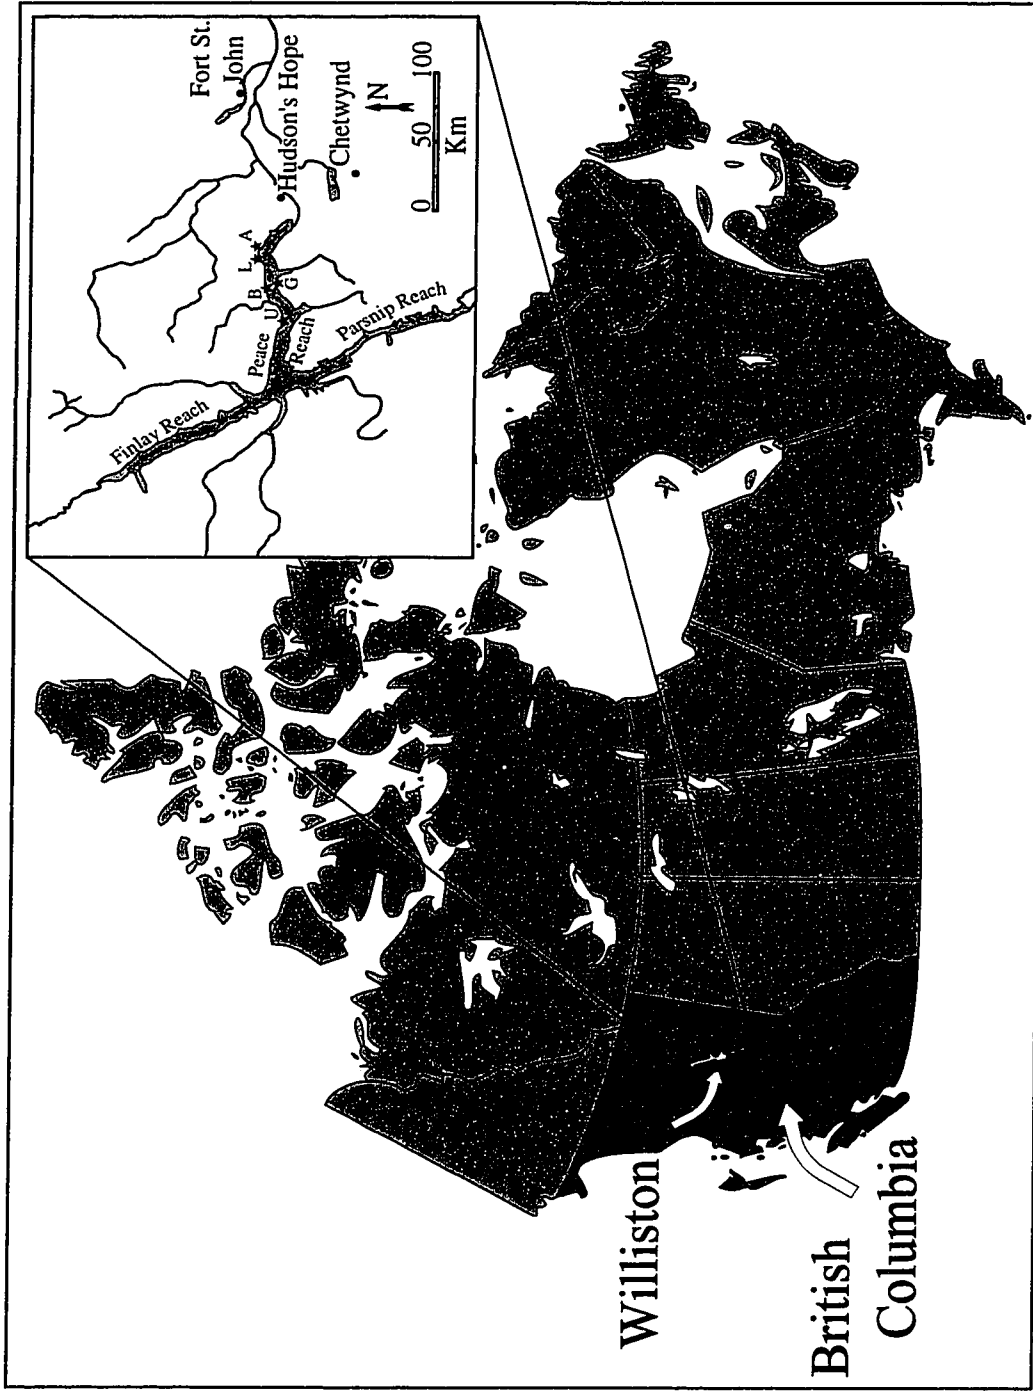 Fort St.
John
Hudson's Hope
Chetwynd
N
0 50 100
Km
Finlay Reach
Peace
Reach
Parsnip Reach
U
B
L
A
G
Williston
British
Columbia